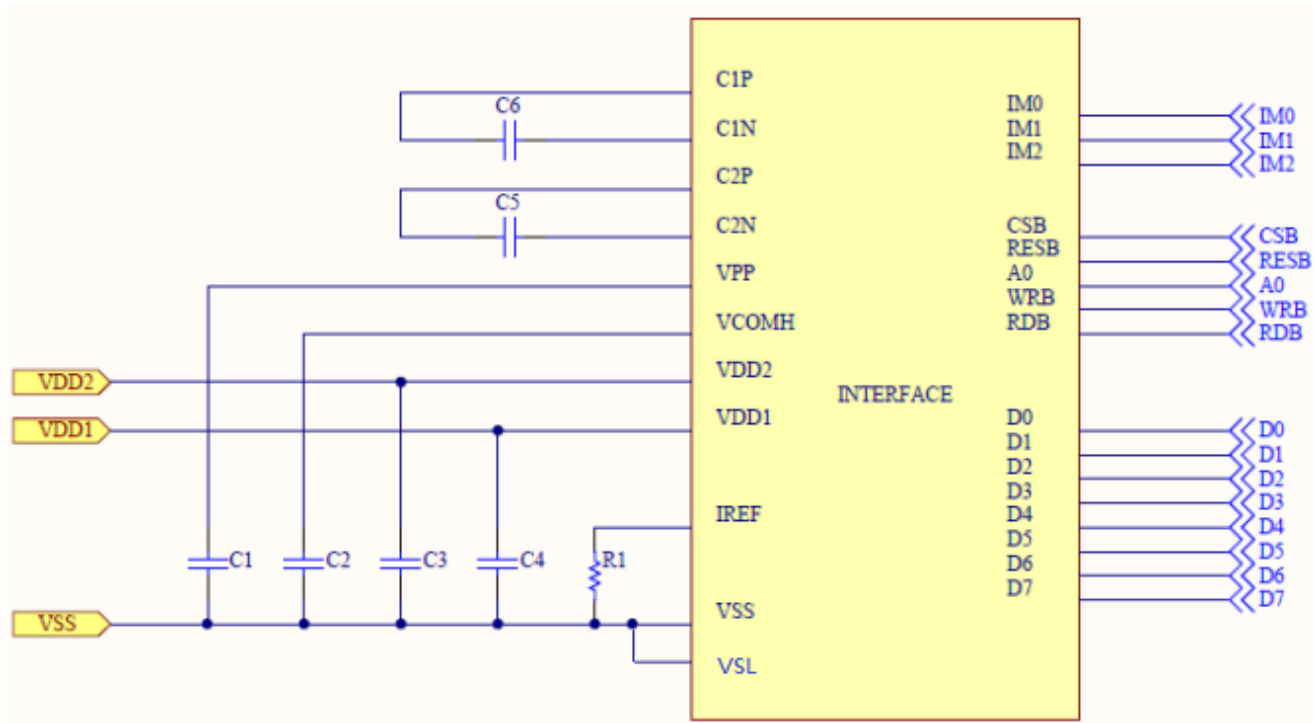 C1P
C6
C1N
C2P
C5
C2N
VPP
VCOMH
VDD2
VDD2
VDD1
VDD1
IREF
C1
C2
C3
C4
R1
VSS
VSS
VSL
INTERFACE
IM0
IM1
IM2
CSB
RESB
A0
WRB
RDB
D0
D1
D2
D3
D4
D5
D6
D7
IM0
IM1
IM2
CSB
RESB
A0
WRB
RDB
D0
D1
D2
D3
D4
D5
D6
D7